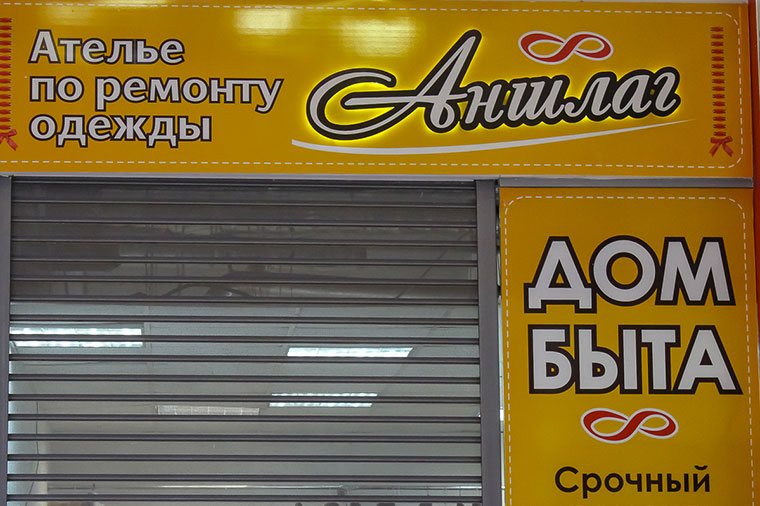 Ателье
по ремонту
одежды
Аншлаг
ДОМ
БЫТА
Срочный